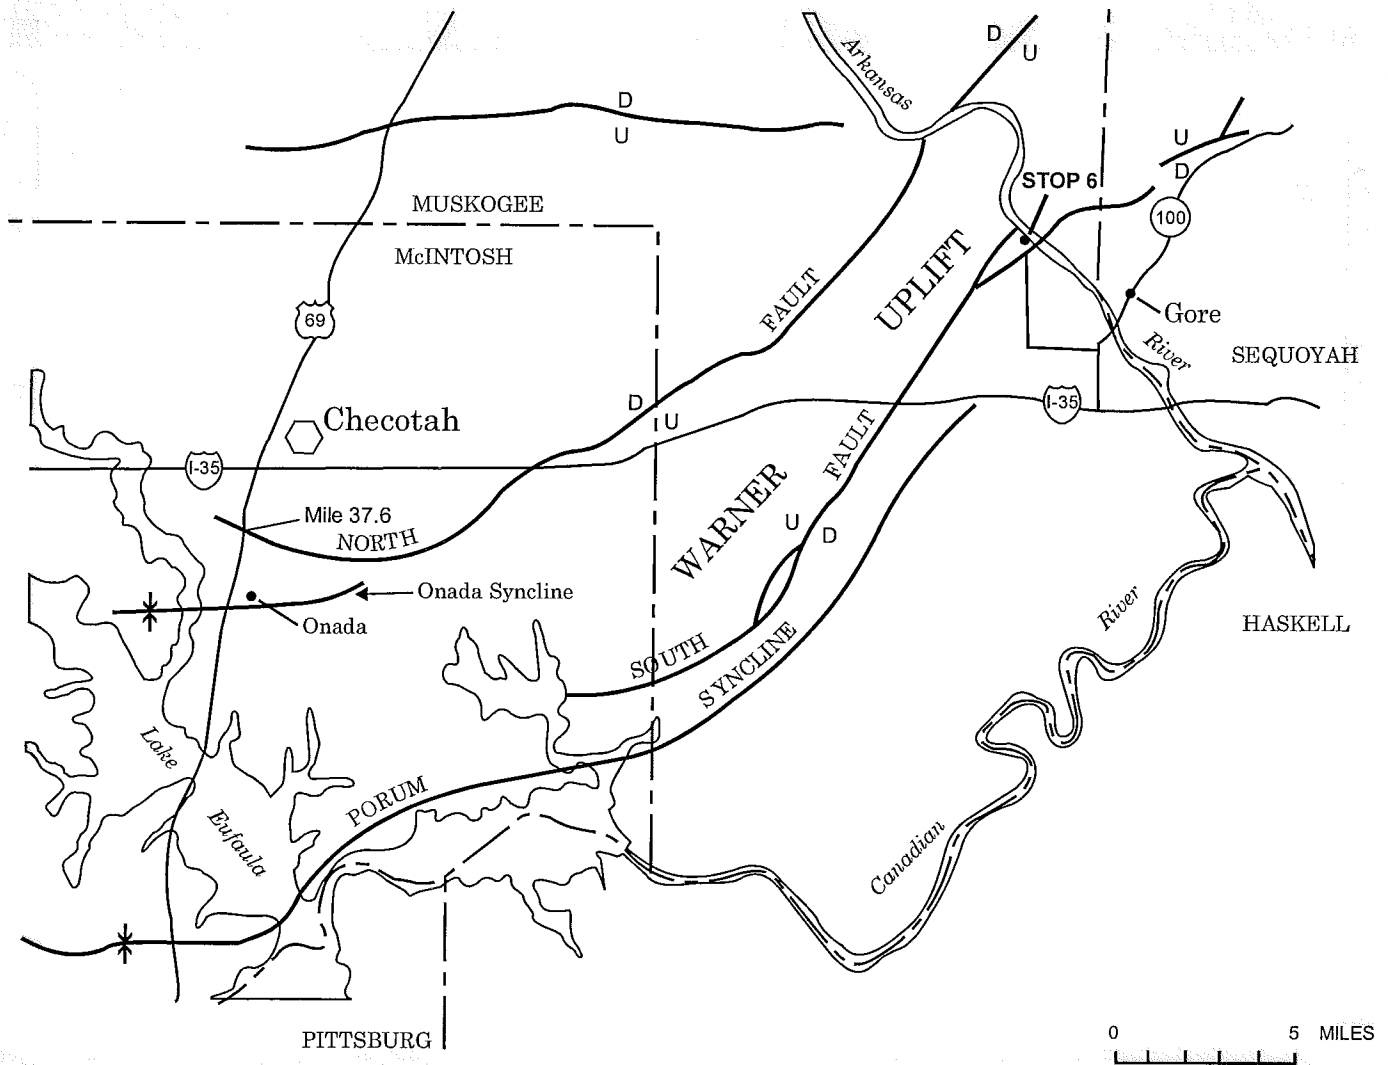 D
U
Arkansas
D
U
U
D
STOP 6
100
MUSKOGEE
McINTOSH
UPLIFT
FAULT
69
Gore
River
SEQUOYAH
D
U
I-35
Checotah
FAULT
I-35
WARNER
Mile 37.6
NORTH
U
D
Onada Syncline
Onada
River
HASKELL
SOUTH
SYNCLINE
Lake
Eufaula
PORUM
Canadian
PITTSBURG
0 5 MILES